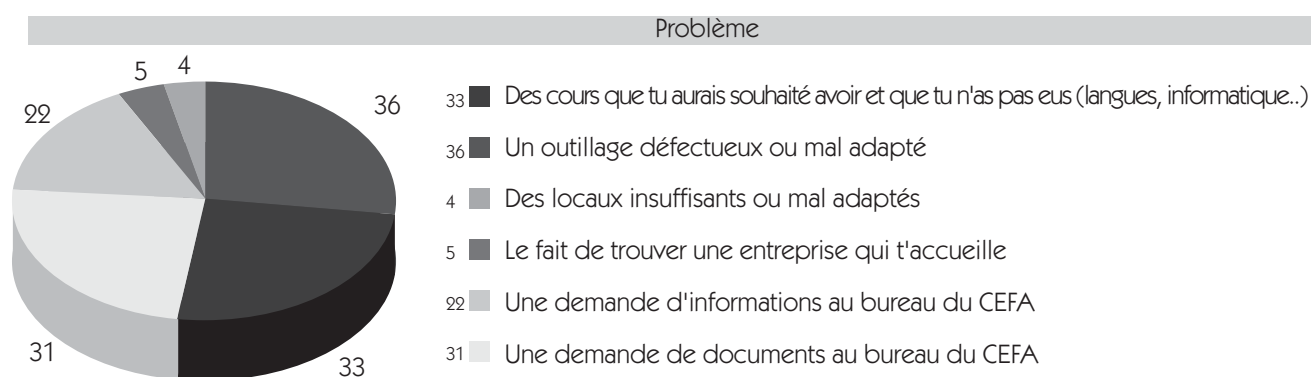 Problème
5 4
22
36
31
33
33 Des cours que tu aurais souhaité avoir et que tu n'as pas eus (langues, informatique..)
36 Un outillage défectueux ou mal adapté
4 Des locaux insuffisants ou mal adaptés
5 Le fait de trouver une entreprise qui t'accueille
22 Une demande d'informations au bureau du CEFA
31 Une demande de documents au bureau du CEFA